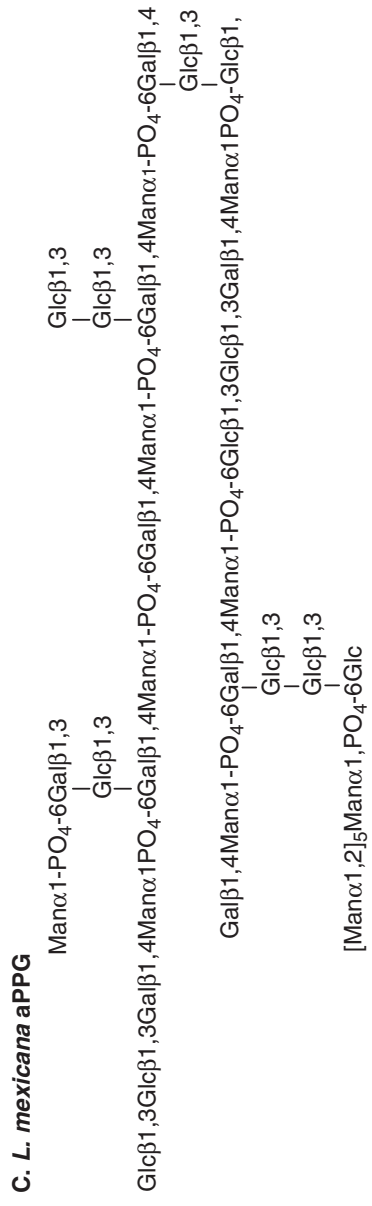 C. L. mexicana aPPG
Manα1-PO4-6Galβ1,3 Glcβ1,3
Glcβ1,3 Glcβ1,3
Glcβ1,3Glcβ1,3Galβ1,4Manα1PO4-6Galβ1,4Manα1-PO4-6Galβ1,4Manα1-PO4-6Galβ1,4Manα1-PO4-6Galβ1,4
Glcβ1,3
Galβ1,4Manα1-PO4-6Galβ1,4Manα1-PO4-6Glcβ1,3Glcβ1,3Galβ1,4Manα1PO4-Glcβ1,
Glcβ1,3
Glcβ1,3
[Manα1,2]5Manα1,PO4-6Glc